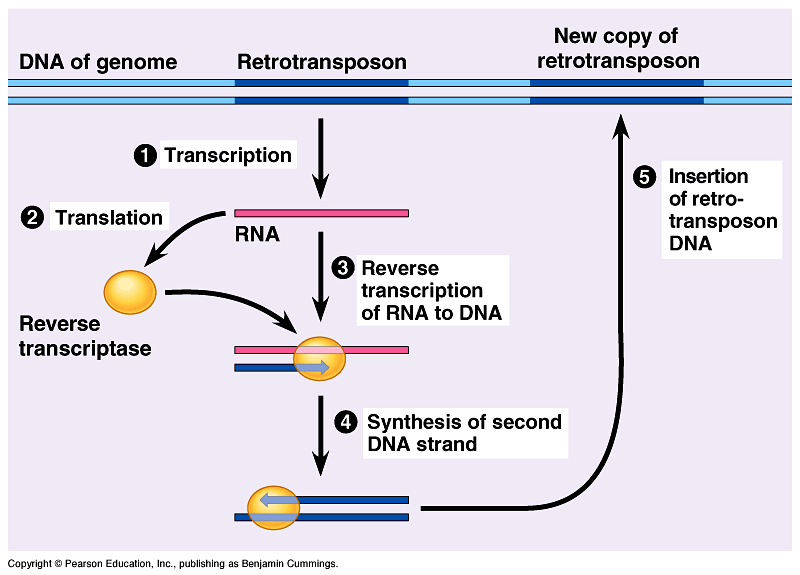 DNA of genome
Retrotransposon
New copy of
retrotransposon
1 Transcription
2 Translation
RNA
3 Reverse
transcription
of RNA to DNA
5 Insertion
of retro-
transposon
DNA
Reverse
transcriptase
4 Synthesis of second
DNA strand
Copyright © Pearson Education, Inc., publishing as Benjamin Cummings.